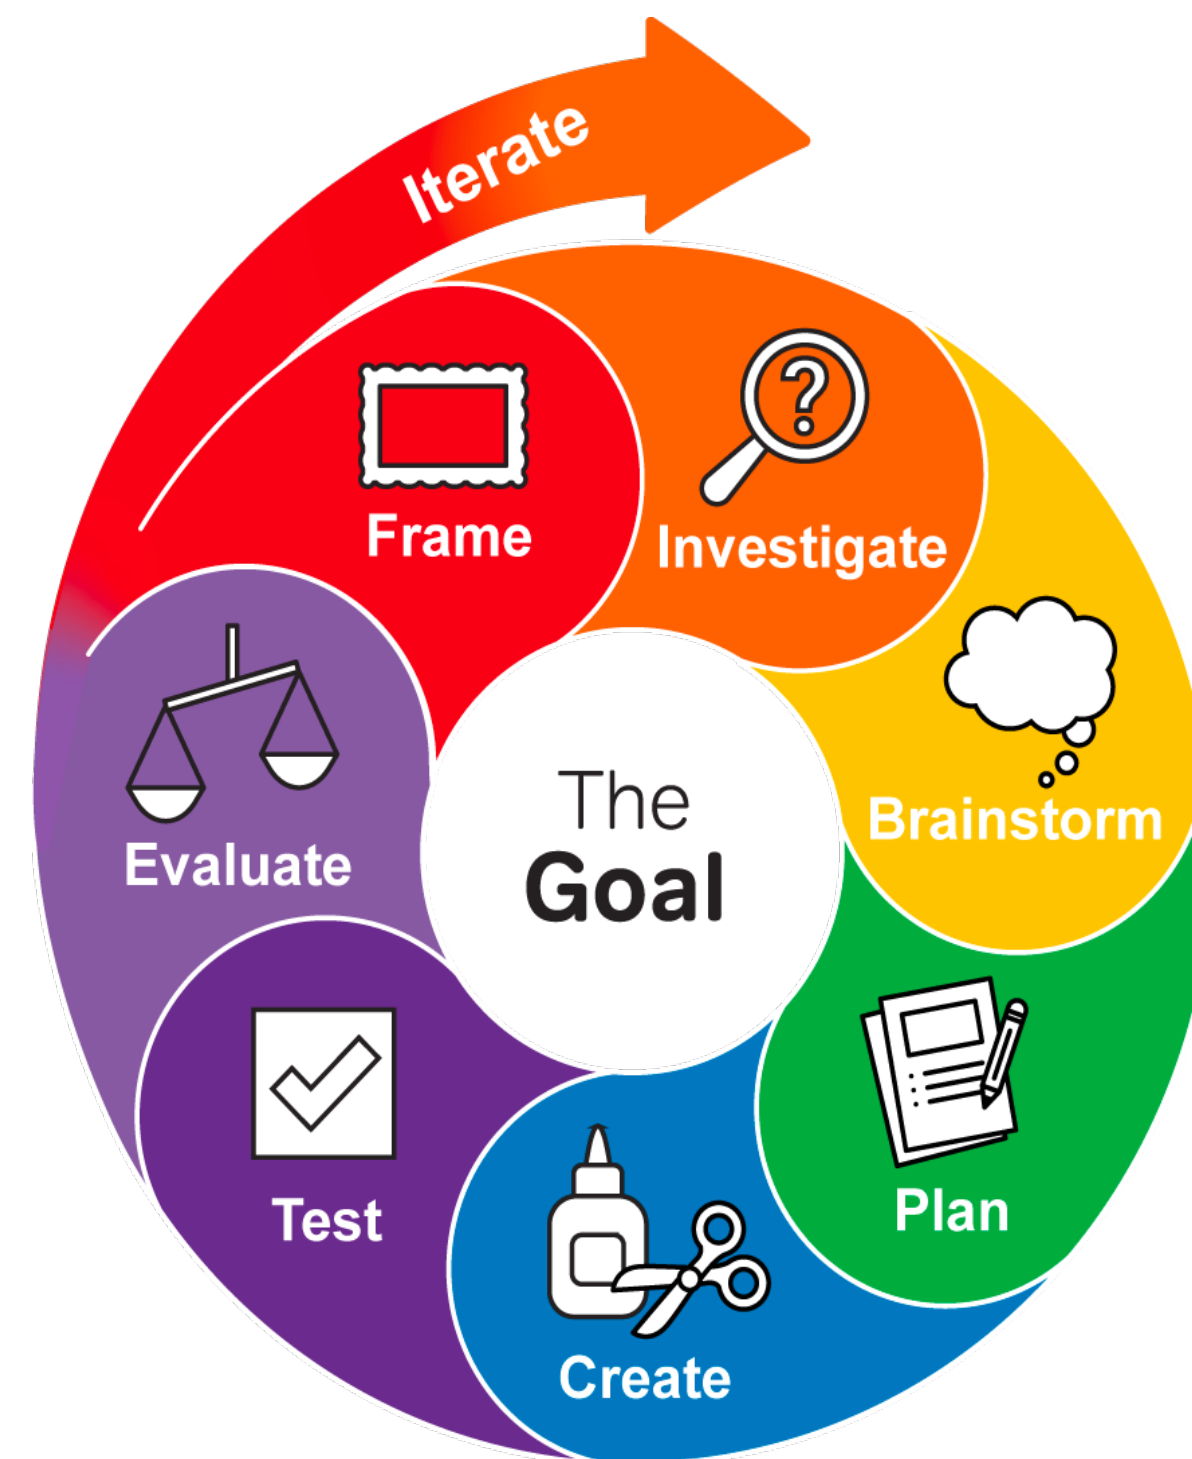 Iterate
Frame
?
Investigate
Brainstorm
Plan
Create
Test
Evaluate
The
Goal